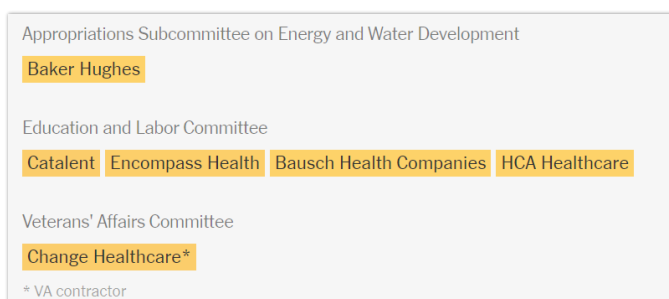 Appropriations Subcommittee on Energy and Water Development
Baker Hughes
Education and Labor Committee
Catalent Encompass Health Bausch Health Companies HCA Healthcare
Veterans' Affairs Committee
Change Healthcare*
* VA contractor